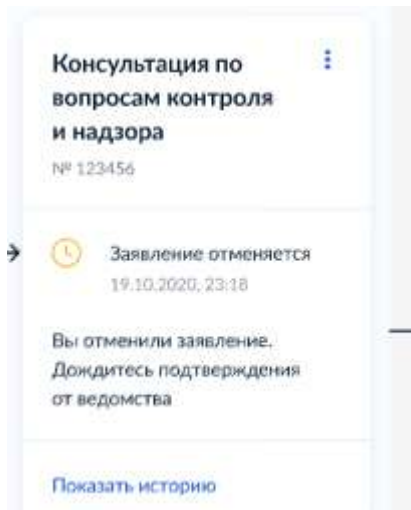 Консультация по
вопросам контроля
и надзора
№ 123456
Заявление отменяется
19.10.2020, 23:18
Вы отменили заявление.
Дождитесь подтверждения
от ведомства
Показать историю